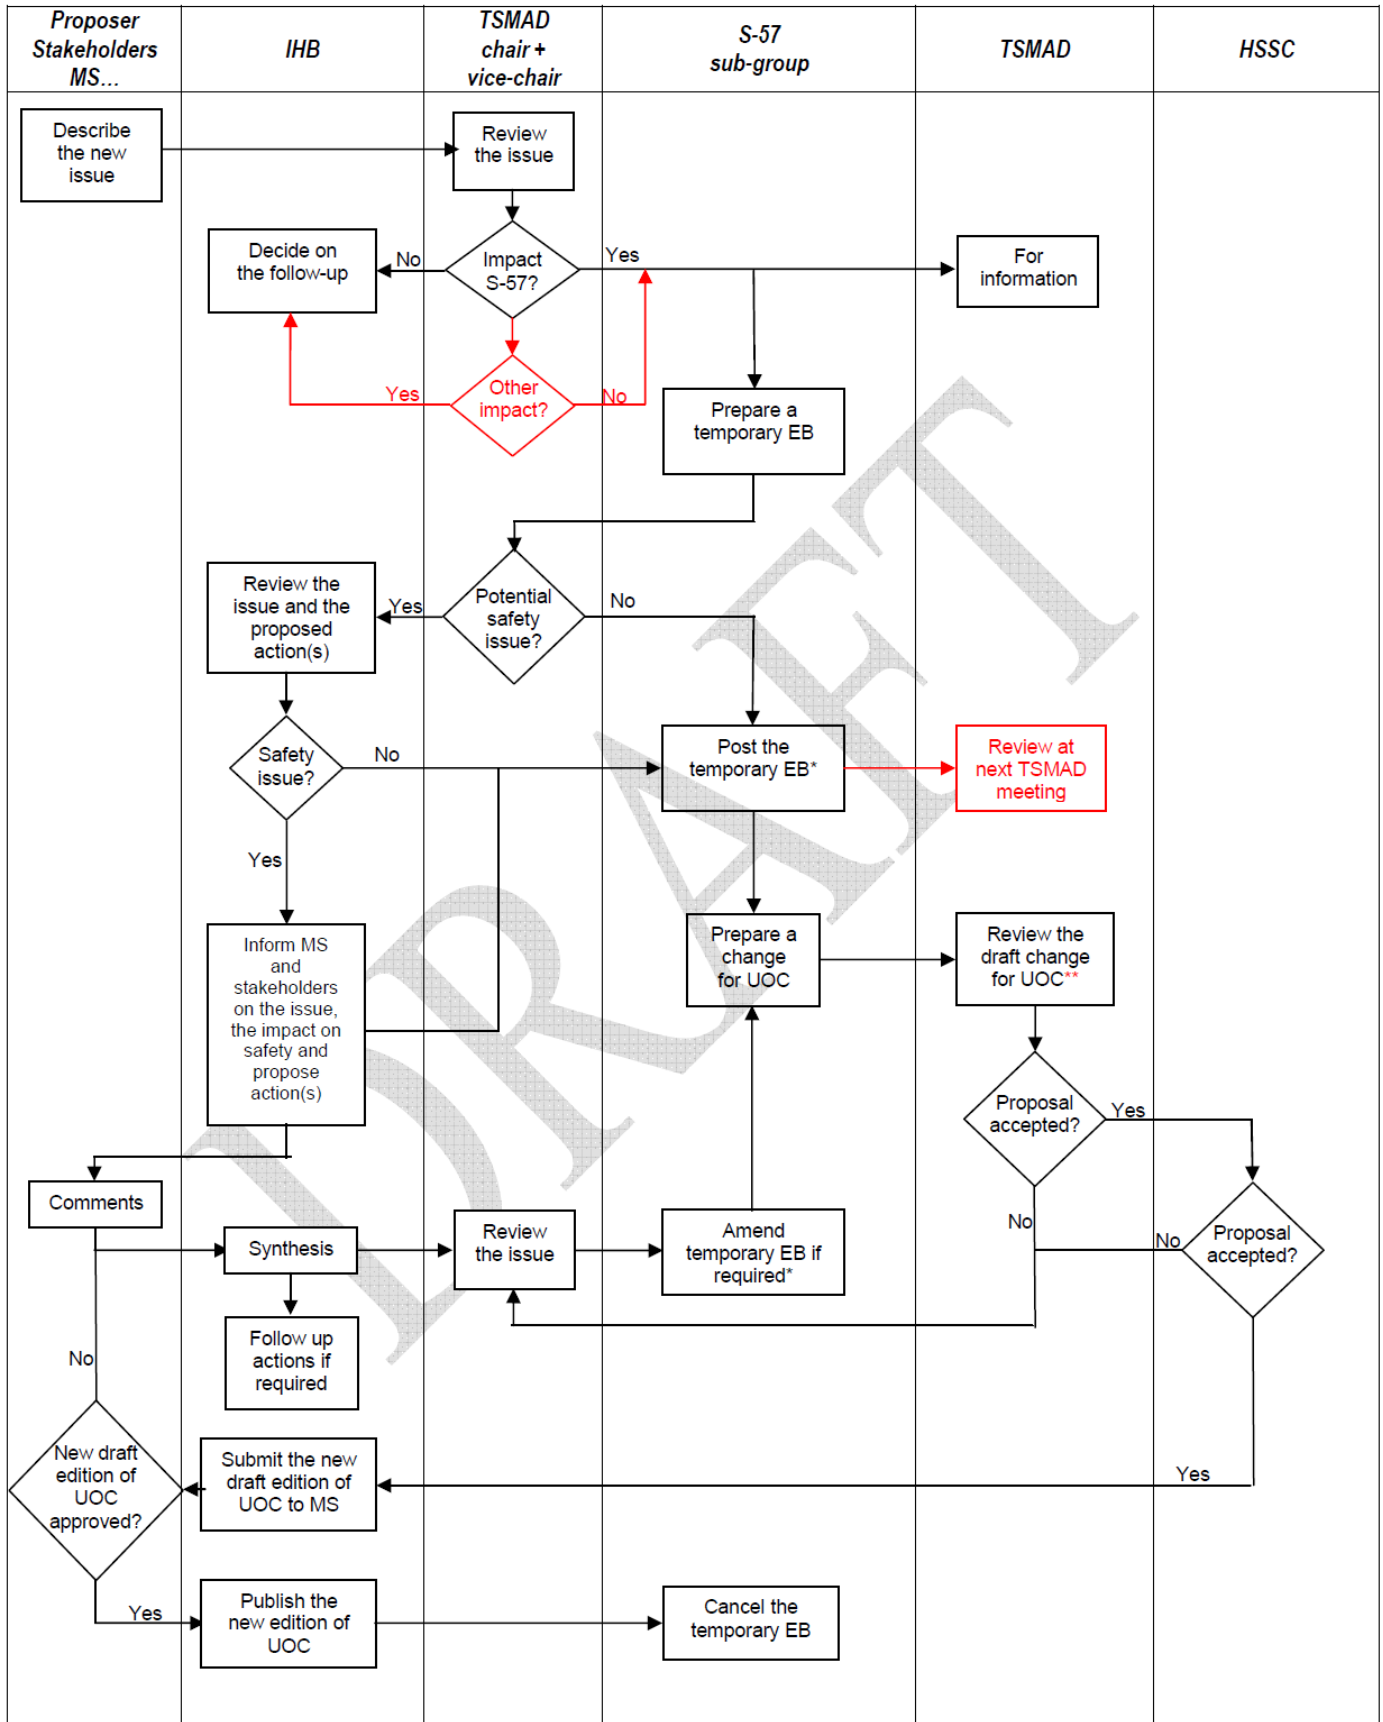 Proposer
Stakeholders
MS...
IHB
TSMAD
chair +
vice-chair
S-57
sub-group
TSMAD
HSSC
Describe
the new
issue
Review
the issue
Decide on
the follow-up
No
Impact
S-57?
Yes
For
information
Yes
Other
impact?
No
Prepare a
temporary EB
Review the
issue and the
proposed
action(s)
Yes
Potential
safety
issue?
No
Safety
issue?
No
Post the
temporary EB*
Review at
next TSMAD
meeting
Yes
Inform MS
and
stakeholders
on the issue,
the impact on
safety and
propose
action(s)
Prepare a
change
for UOC
Review the
draft change
for UOC**
Proposal
accepted?
Yes
Comments
Synthesis
Review
the issue
Amend
temporary EB if
required*
No
No
Proposal
accepted?
Follow up
actions if
required
No
New draft
edition of
UOC
approved?
Submit the new
draft edition of
UOC to MS
Yes
Yes
Publish the
new edition of
UOC
Cancel the
temporary EB
DRAFT